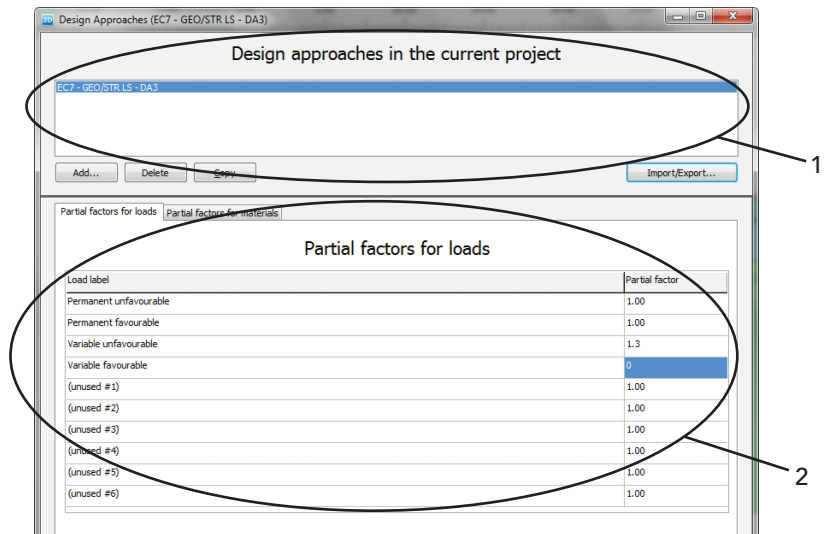 2D Design Approaches (EC7 - GEO/STR LS - DA3)
Design approaches in the current project
EC7 - GEO/STR LS - DA3
1
Add... Delete Copy Import/Export...
Partial factors for loads Partial factors for materials
Partial factors for loads
Load label Partial factor
Permanent unfavourable 1.00
Permanent favourable 1.00
Variable unfavourable 1.3
Variable favourable 0
(unused #1) 1.00
(unused #2) 1.00
(unused #3) 1.00
(unused #4) 1.00
(unused #5) 1.00
2
(unused #6) 1.00